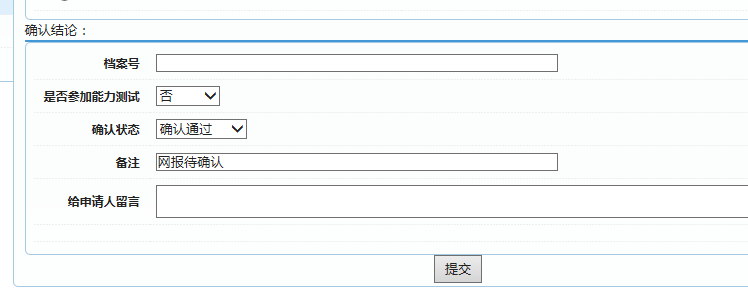 确认结论：
档案号
是否参加能力测试 否
确认状态 确认通过
备注 网报待确认
给申请人留言
提交